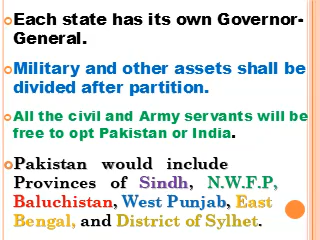 Each state has its own Governor-
General.
Military and other assets shall be
divided after partition.
All the civil and Army servants will be
free to opt Pakistan or India.
Pakistan would include
Provinces of Sindh, N.W.F.P,
Baluchistan, West Punjab, East
Bengal, and District of Sylhet.